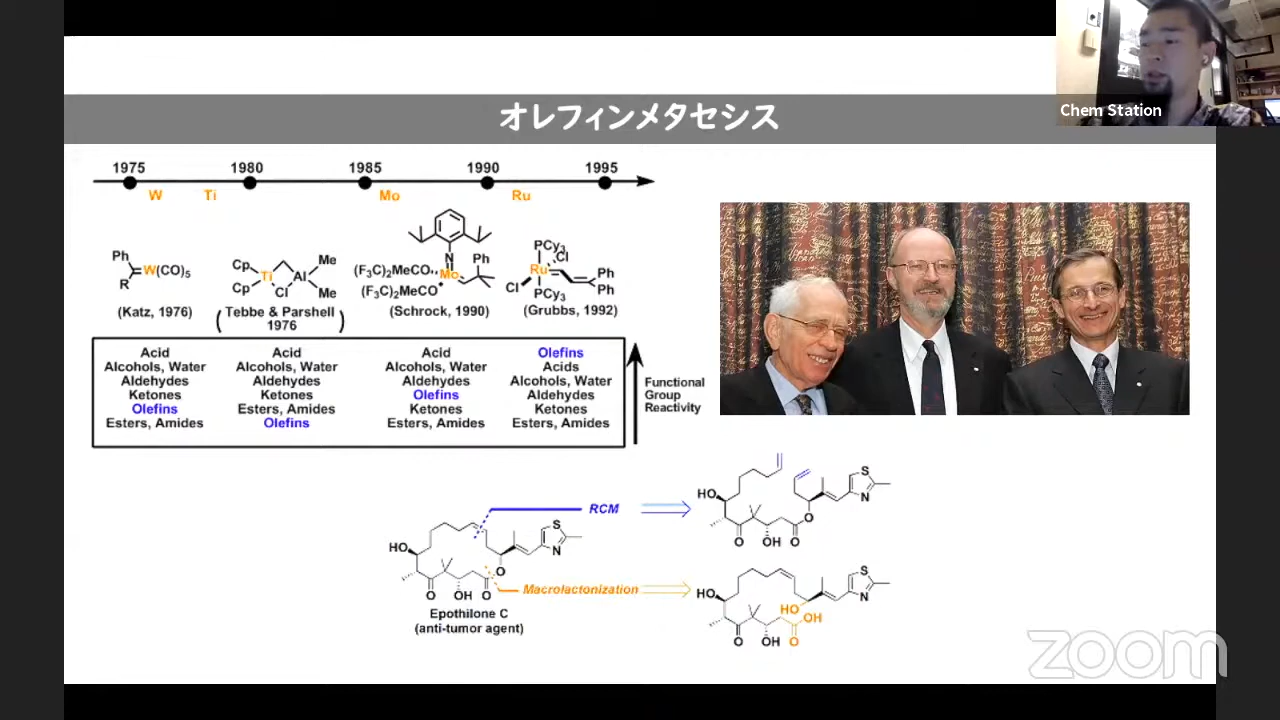 Chem Station
オレフィンメタセシス
1975 1980 1985 1990 1995
W Ti Mo Ru
Ph
W(CO)5
R
(Katz, 1976)
Cp
Cp
Ti
Al
Cl
Me
Me
(Tebbe & Parshell
1976)
N
Ph
(F3C)2MeCO
Mo
(F3C)2MeCO
(Schrock, 1990)
PCy3
Cl
Ru
Ph
Ph
Cl
PCy3
(Grubbs, 1992)
Acid
Alcohols, Water
Aldehydes
Ketones
Olefins
Esters, Amides
Acid
Alcohols, Water
Aldehydes
Ketones
Esters, Amides
Olefins
Acid
Alcohols, Water
Aldehydes
Olefins
Ketones
Esters, Amides
Olefins
Acids
Alcohols, Water
Aldehydes
Ketones
Esters, Amides
Functional
Group
Reactivity
HO
S
N
O
O
OH
O
Epothilone C
(anti-tumor agent)
RCM
Macrolactonization
HO
S
N
O
O
OH
O
HO
S
N
HO
OH
O
OH
O
zoom